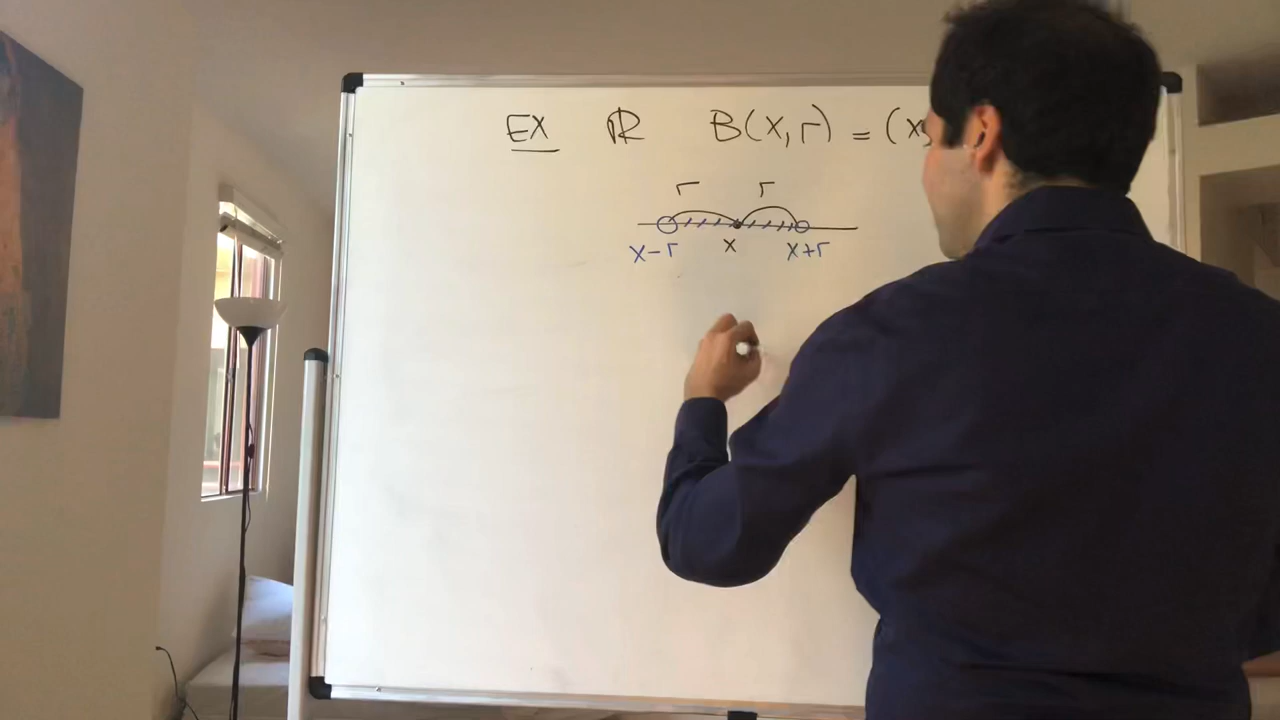 EX ℝ B(x,r) = (x
r r
x-r x x+r